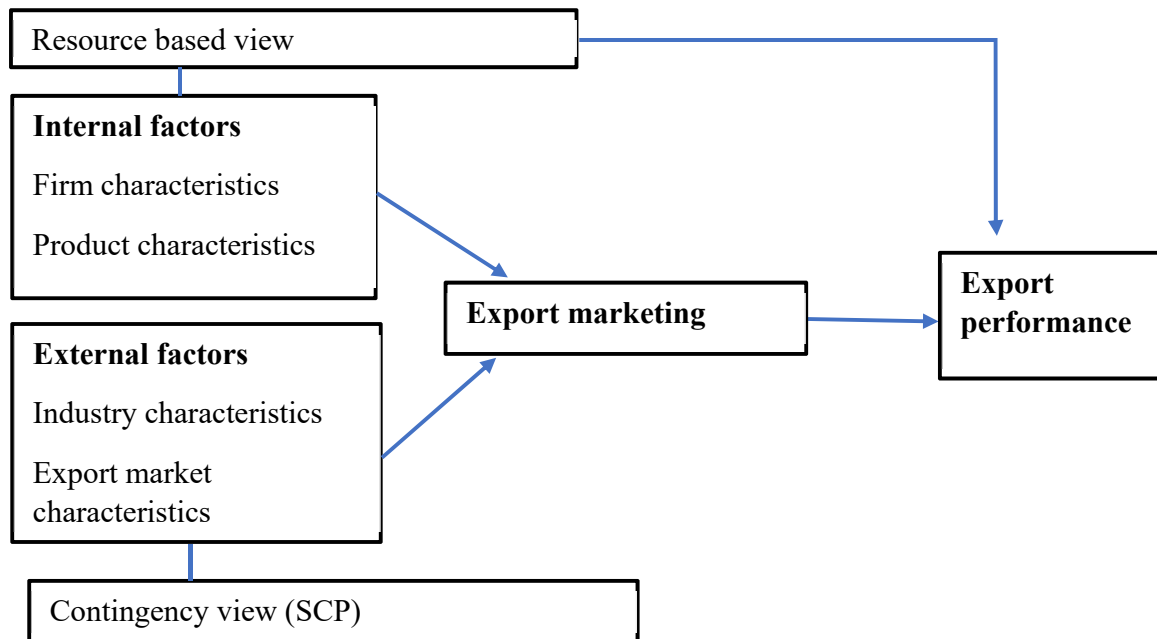 Resource based view
Internal factors
Firm characteristics
Product characteristics
External factors
Industry characteristics
Export market
characteristics
Contingency view (SCP)
Export marketing
Export
performance